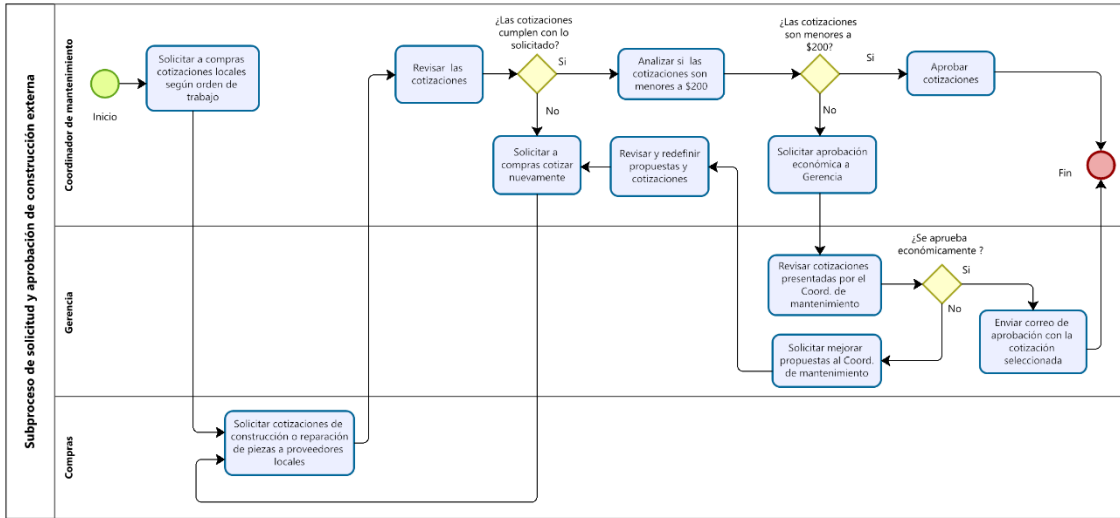 Subproceso de solicitud y aprobación de construcción externa
Coordinador de mantenimiento
Inicio
Solicitar a compras
cotizaciones locales
según orden de
trabajo
Revisar las
cotizaciones
¿Las cotizaciones
cumplen con lo
solicitado?
Si
No
Analizar si las
cotizaciones son
menores a $200
¿Las cotizaciones
son menores a
$200?
Si
No
Aprobar
cotizaciones
Solicitar a
compras cotizar
nuevamente
Revisar y redefinir
propuestas y
cotizaciones
Solicitar aprobación
económica a
Gerencia
Fin
Gerencia
Revisar cotizaciones
presentadas por el
Coord. de
mantenimiento
¿Se aprueba
económicamente ?
Si
No
Enviar correo de
aprobación con la
cotización
seleccionada
Solicitar mejorar
propuestas al Coord.
de mantenimiento
Compras
Solicitar cotizaciones de
construcción o reparación
de piezas a proveedores
locales